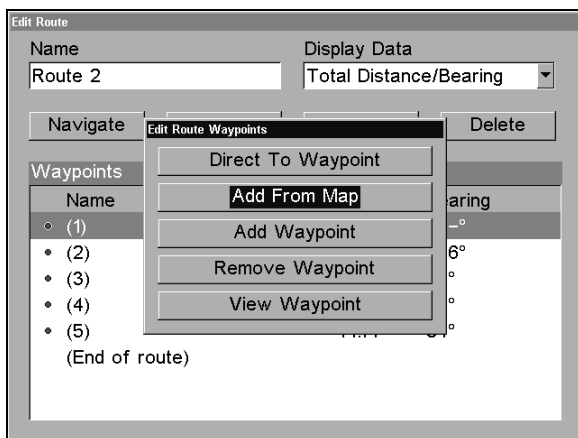 Edit Route
Name Display Data
Route 2 Total Distance/Bearing
Navigate Delete
Edit Route Waypoints
Direct To Waypoint
Add From Map
Add Waypoint
Remove Waypoint
View Waypoint
Waypoints
Name
(1)
(2)
(3)
(4)
(5)
(End of route)